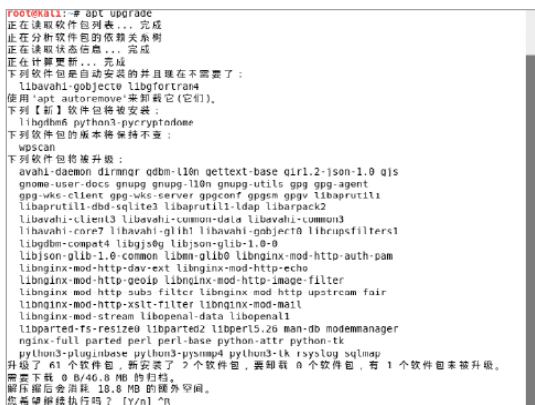 root@kali:~# apt upgrade
正在读取软件包列表... 完成
正在分析软件包的依赖关系树
正在读取状态信息... 完成
正在计算更新... 完成
下列软件包是自动安装的并且现在不需要了：
libavahi-gobject0 libgfortran4
使用'apt autoremove'来卸载它(它们)。
下列【新】软件包将被安装：
libgdbm6 python3-pycryptodome
下列软件包的版本将保持不变：
wpscan
下列软件包将被升级：
avahi-daemon dirmngr gdbm-l10n gettext-base gir1.2-json-1.0 gjs
gnome-user-docs gnupg gnupg-l10n gnupg-utils gpg gpg-agent
gpg-wks-client gpg-wks-server gpgconf gpgsm gpgv libaprutil1
libaprutil1-dbd-sqlite3 libaprutil1-ldap libarpack2
libavahi-client3 libavahi-common-data libavahi-common3
libavahi-core7 libavahi-glib1 libavahi-gobject0 libcupsfilters1
libgdbm-compat4 libgjs0g libjson-glib-1.0-0
libjson-glib-1.0-common libmm-glib0 libnginx-mod-http-auth-pam
libnginx-mod-http-dav-ext libnginx-mod-http-echo
libnginx-mod-http-geoip libnginx-mod-http-image-filter
libnginx-mod-http-subs-filter libnginx-mod-http-upstream-fair
libnginx-mod-http-xslt-filter libnginx-mod-mail
libnginx-mod-stream libopenal-data libopenal1
libparted-fs-resize0 libparted2 libperl5.26 man-db modemmanager
nginx-full parted perl perl-base python-attr python-tk
python3-pluginbase python3-pysnmp4 python3-tk rsyslog sqlmap
升级了 61 个软件包，新安装了 2 个软件包，要卸载 0 个软件包，有 1 个软件包未被升级。
需要下载 0 B/46.8 MB 的归档。
解压缩后会消耗 18.8 MB 的额外空间。
您希望继续执行吗？ [Y/n] ^R